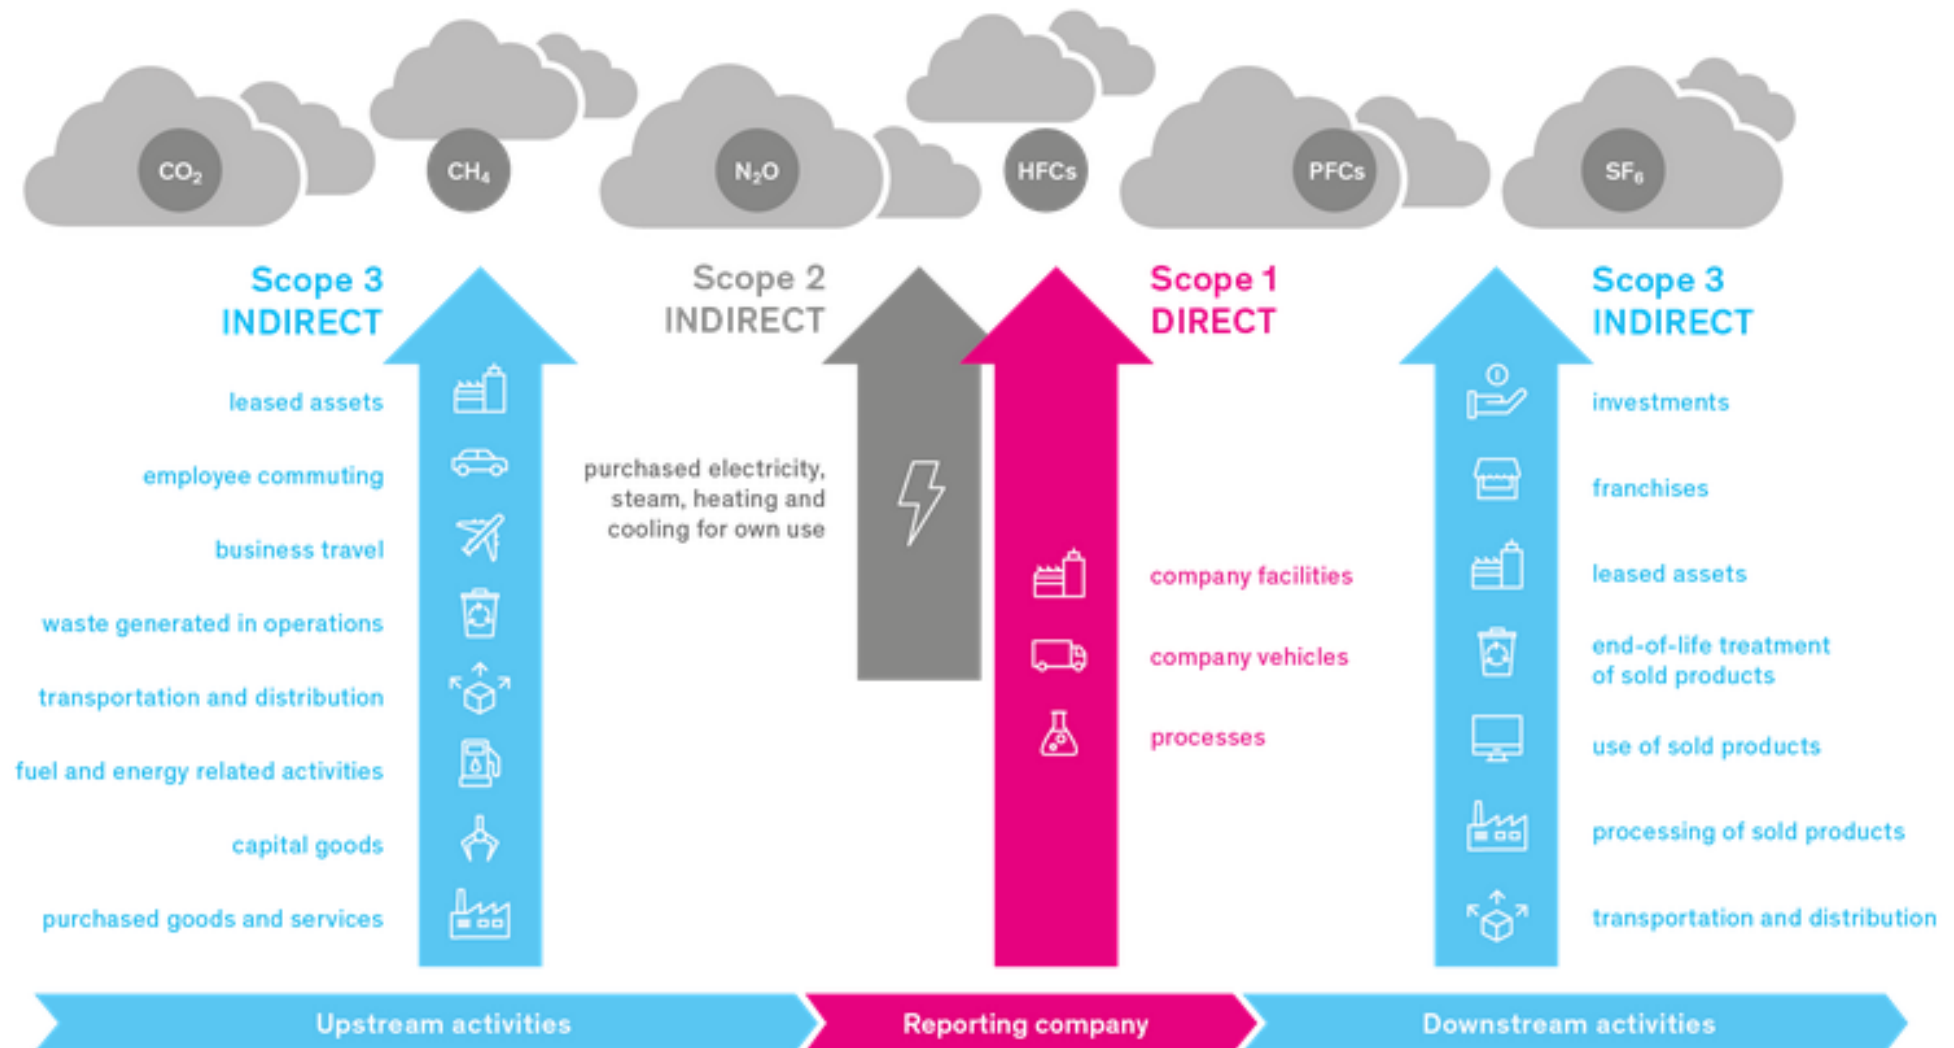 CO₂
CH₄
N₂O
HFCs
PFCs
SF₆
Scope 3
INDIRECT
leased assets
employee commuting
business travel
waste generated in operations
transportation and distribution
fuel and energy related activities
capital goods
purchased goods and services
Scope 2
INDIRECT
purchased electricity,
steam, heating and
cooling for own use
Scope 1
DIRECT
company facilities
company vehicles
processes
Scope 3
INDIRECT
investments
franchises
leased assets
end-of-life treatment
of sold products
use of sold products
processing of sold products
transportation and distribution
Upstream activities
Reporting company
Downstream activities